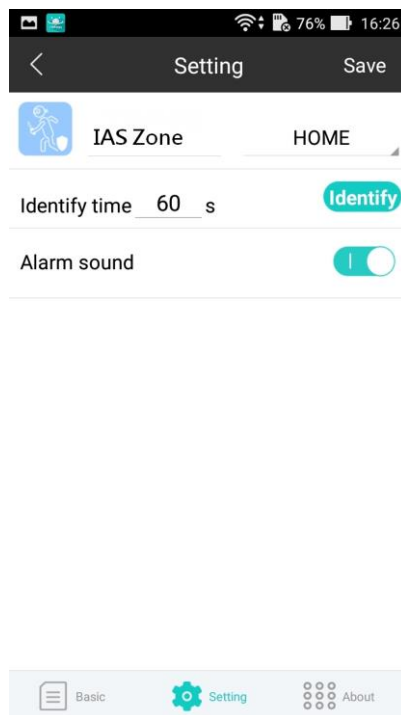 76% 16:26
Setting Save
IAS Zone HOME
Identify time 60 s Identify
Alarm sound
Basic Setting About